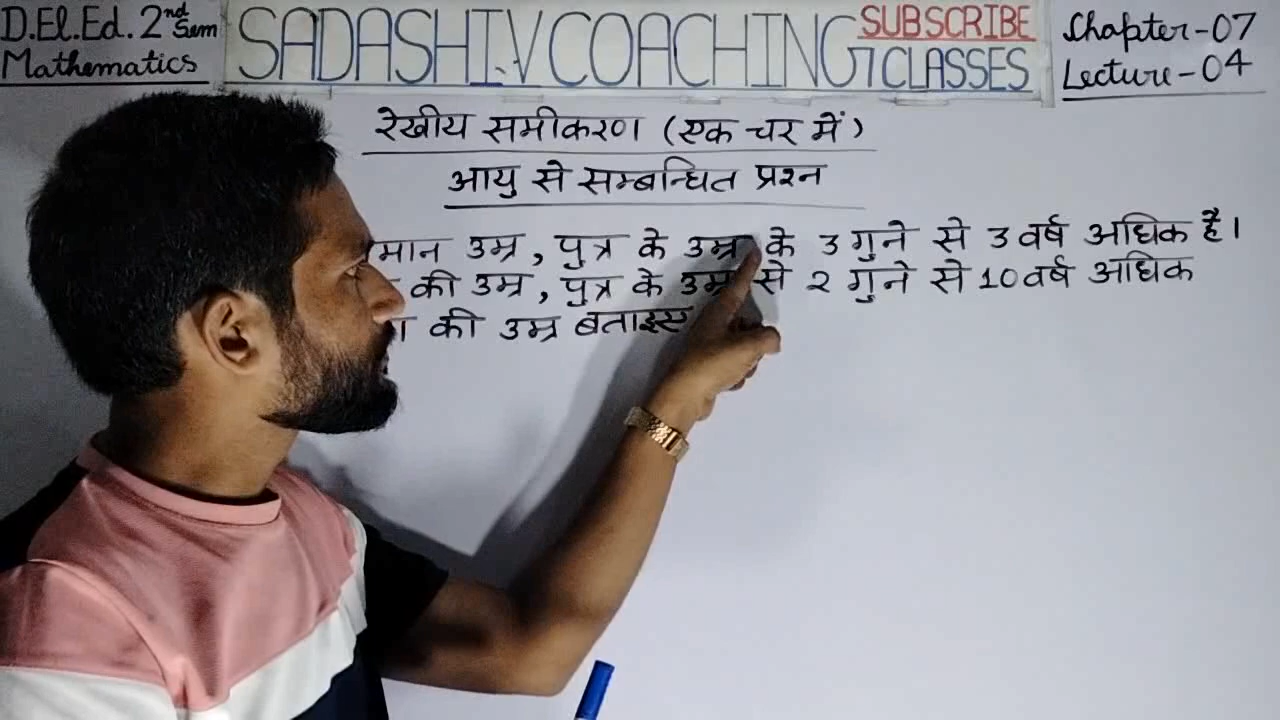 D.El.Ed. 2nd Sem
Mathematics
SADASHIV COACHING CLASSES
SUBSCRIBE
Chapter-07
Lecture-04
रेखीय समीकरण (एक चर में)
आयु से सम्बन्धित प्रश्न
उम्र, पुत्र के उम्र के 3 गुने से 3 वर्ष अधिक है।
की उम्र, पुत्र के उम्र से 2 गुने से 10 वर्ष अधिक
की उम्र बताइए